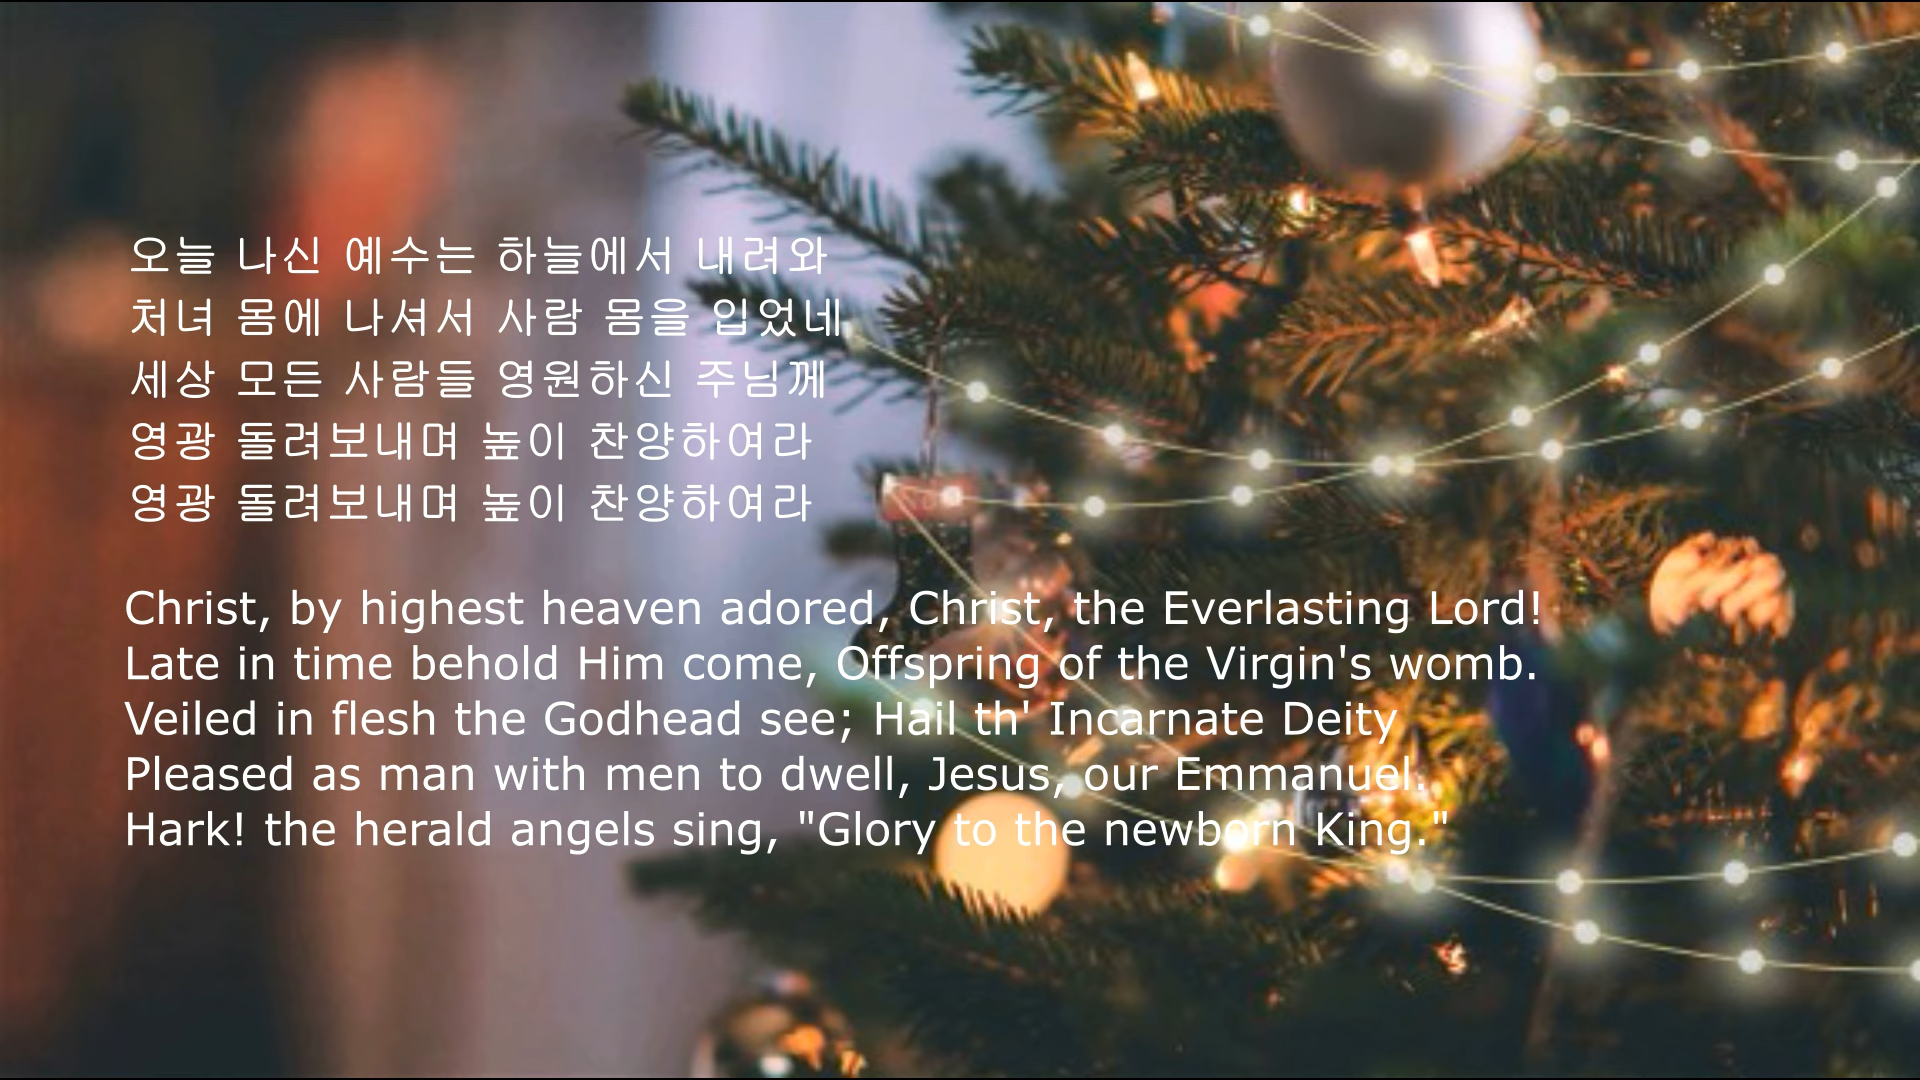 오늘 나신 예수는 하늘에서 내려와
처녀 몸에 나셔서 사람 몸을 입었네
세상 모든 사람들 영원하신 주님께
영광 돌려보내며 높이 찬양하여라
영광 돌려보내며 높이 찬양하여라
Christ, by highest heaven adored, Christ, the Everlasting Lord!
Late in time behold Him come, Offspring of the Virgin's womb.
Veiled in flesh the Godhead see; Hail th' Incarnate Deity
Pleased as man with men to dwell, Jesus, our Emmanuel.
Hark! the herald angels sing, "Glory to the newborn King."